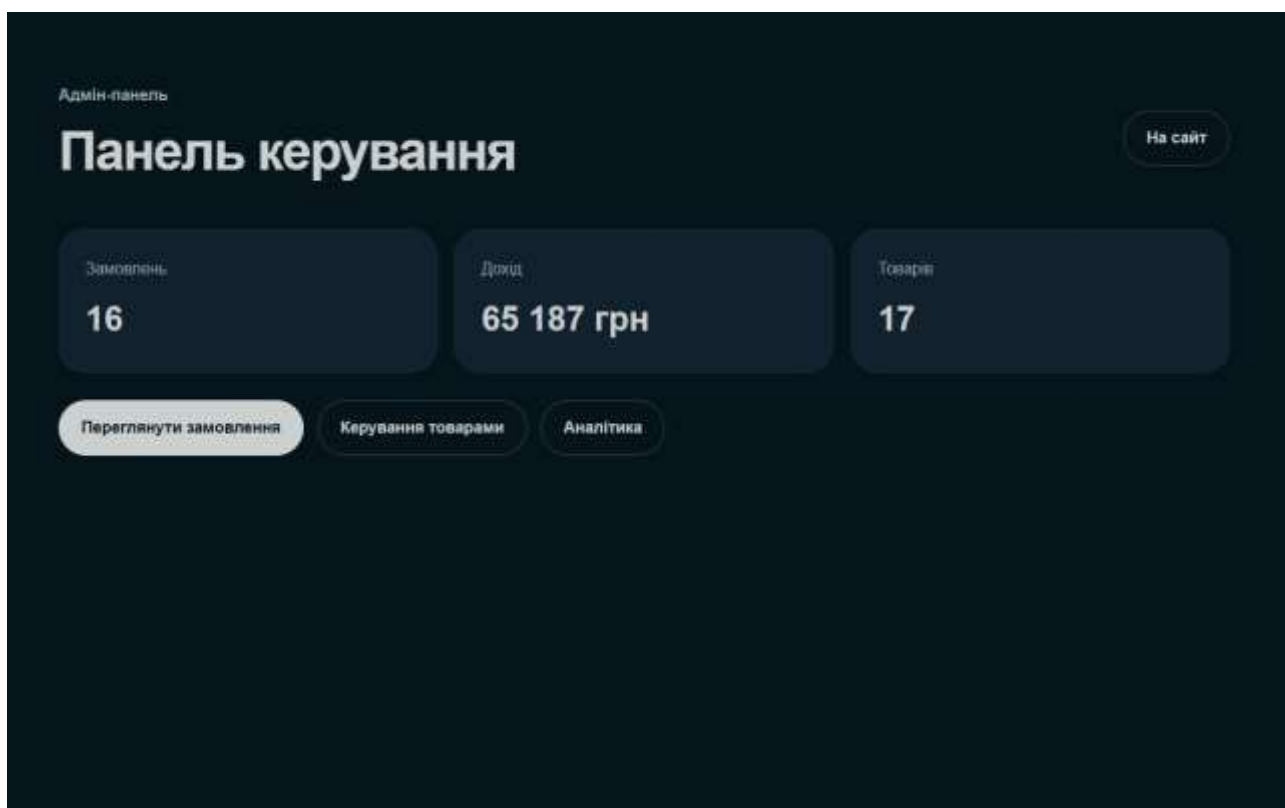 Адмін-панель
Панель керування
На сайт
Замовлень
Дохід
Товарів
16
65 187 грн
17
Переглянути замовлення
Керування товарами
Аналітика